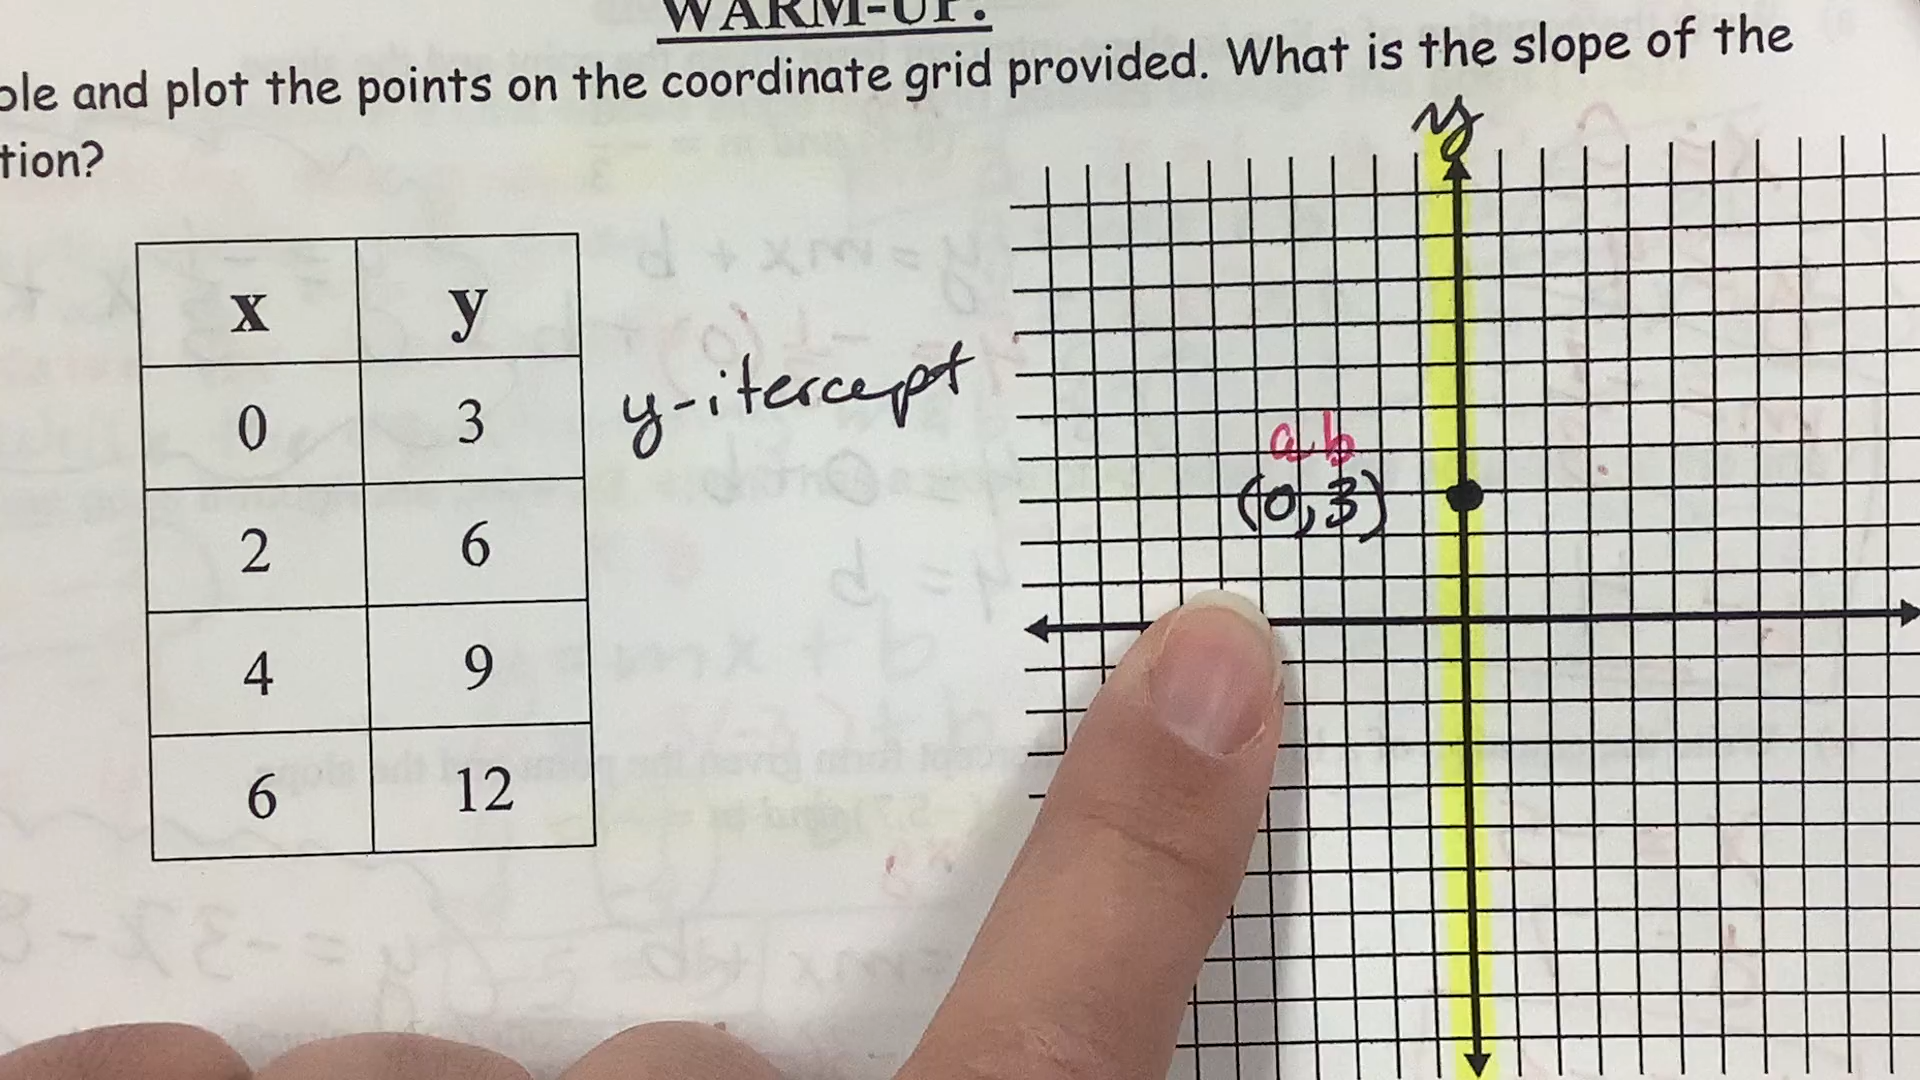 WARM-UP:
and plot the points on the coordinate grid provided. What is the slope of the
tion?
y
x y
0 3 y-itercept
a b
(0,3)
2 6
4 9
6 12